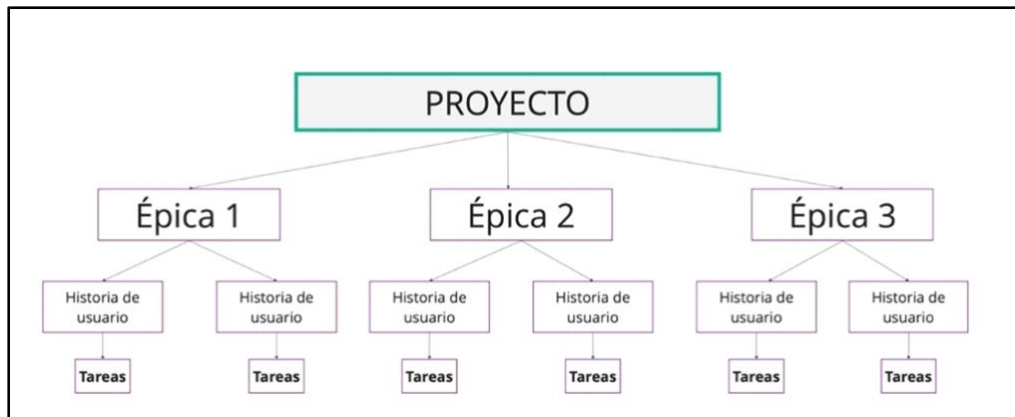 PROYECTO
Épica 1
Épica 2
Épica 3
Historia de
usuario
Historia de
usuario
Historia de
usuario
Historia de
usuario
Historia de
usuario
Historia de
usuario
Tareas
Tareas
Tareas
Tareas
Tareas
Tareas